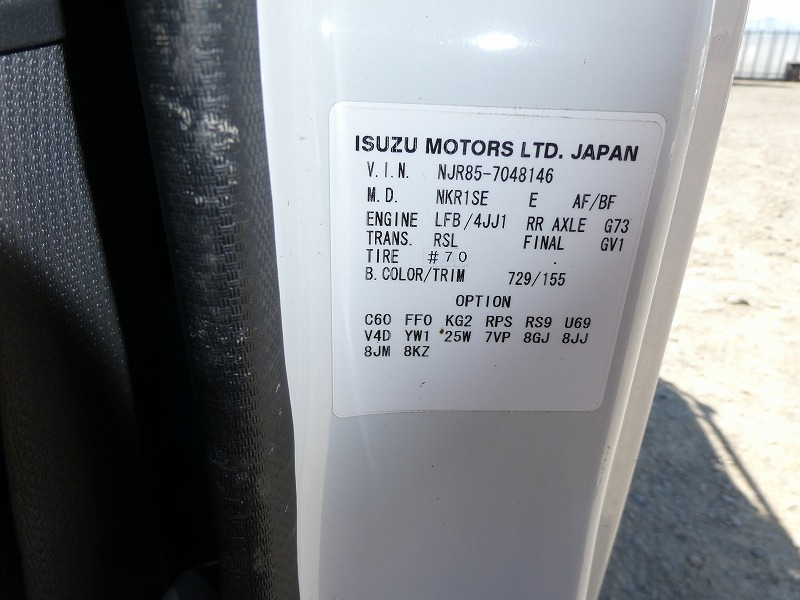 ISUZU MOTORS LTD. JAPAN
V.I.N. NJR85-7048146
M.D. NKR1SE E AF/BF
ENGINE LFB/4JJ1 RR AXLE G73
TRANS. RSL FINAL GV1
TIRE #70
B.COLOR/TRIM 729/155
OPTION
C60 FF0 KG2 RPS RS9 U69
V4D YW1 25W 7VP 8GJ 8JJ
8JM 8KZ